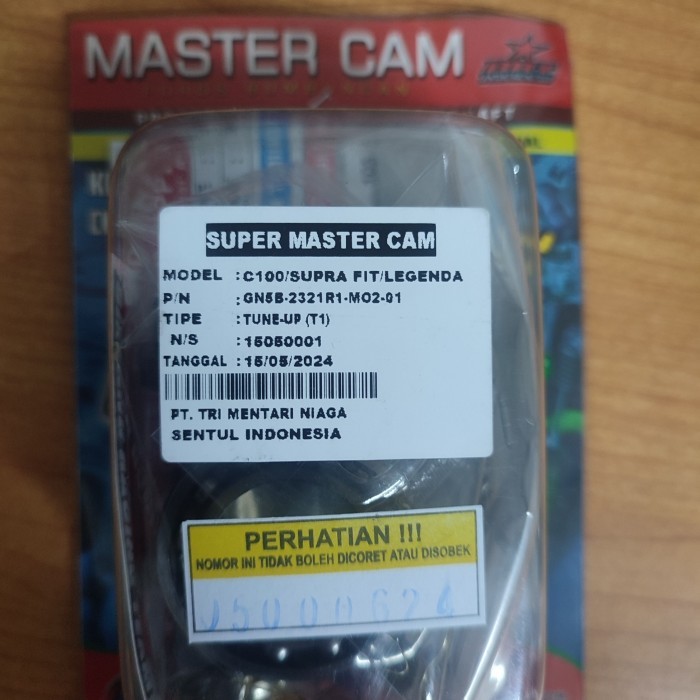 MASTER CAM
SUPER MASTER CAM
MODEL : C100/SUPRA FIT/LEGENDA
P/N : GN5B-2321R1-MO2-01
TIPE : TUNE-UP (T1)
N/S : 15050001
TANGGAL : 15/05/2024
PT. TRI MENTARI NIAGA
SENTUL INDONESIA
PERHATIAN !!!
NOMOR INI TIDAK BOLEH DICORET ATAU DISOBEK